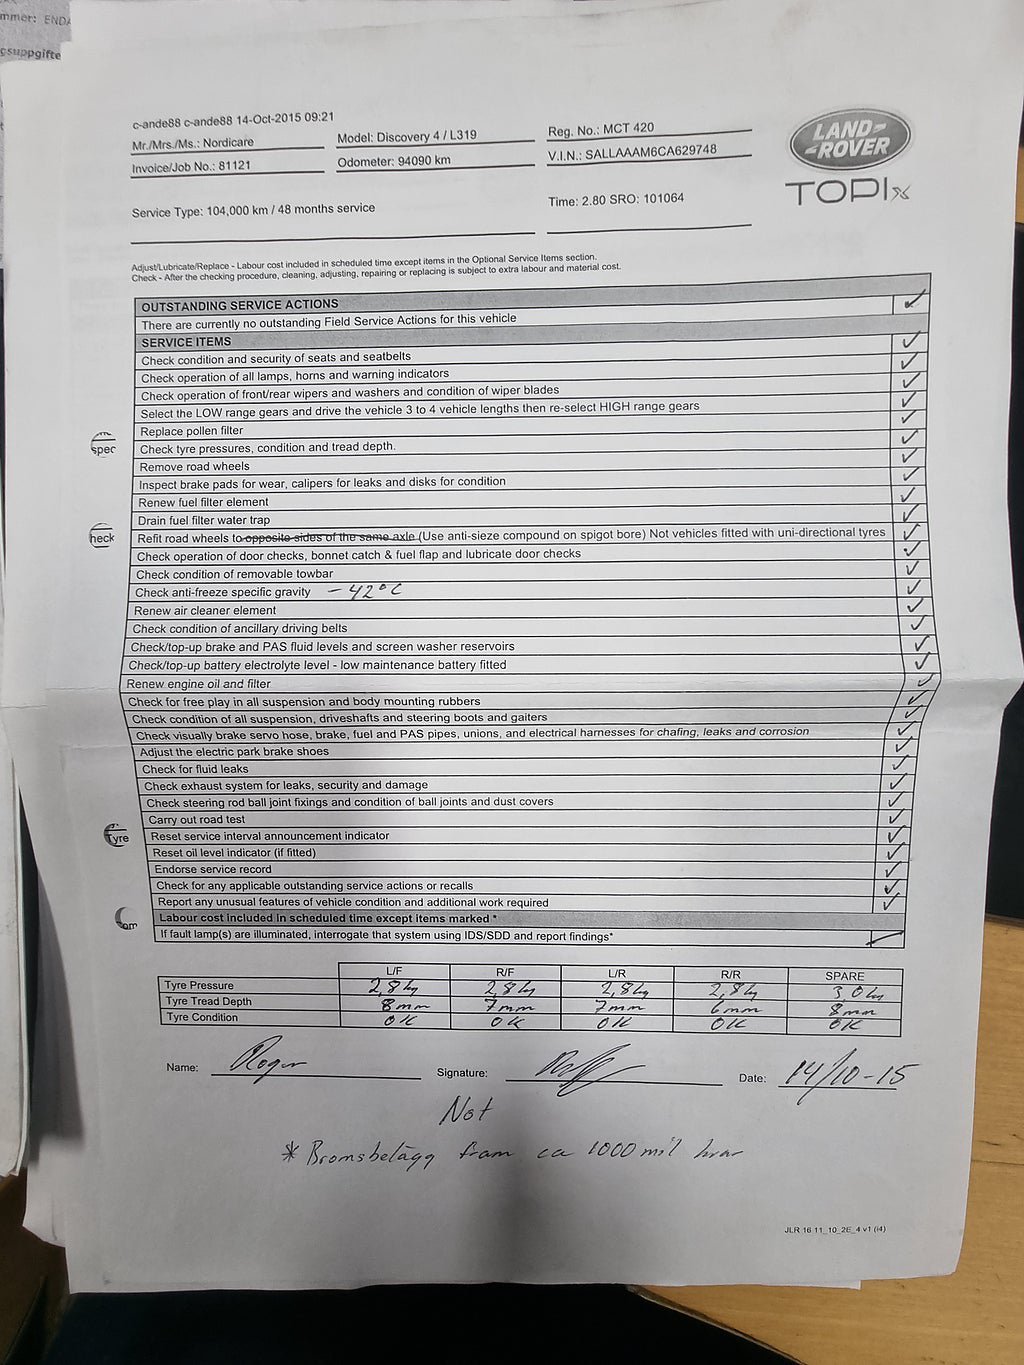 mmer: ENDA
gsuppgifte
c-ande88 c-ande88 14-Oct-2015 09:21
Mr./Mrs./Ms.: Nordicare Model: Discovery 4 / L319 Reg. No.: MCT 420
Invoice/Job No.: 81121 Odometer: 94090 km V.I.N.: SALLAAAM6CA629748
LAND-
-ROVER
TOPIx
Service Type: 104,000 km / 48 months service Time: 2.80 SRO: 101064
Adjust/Lubricate/Replace - Labour cost included in scheduled time except items in the Optional Service Items section.
Check - After the checking procedure, cleaning, adjusting, repairing or replacing is subject to extra labour and material cost.
OUTSTANDING SERVICE ACTIONS
There are currently no outstanding Field Service Actions for this vehicle
SERVICE ITEMS
Check condition and security of seats and seatbelts
Check operation of all lamps, horns and warning indicators
Check operation of front/rear wipers and washers and condition of wiper blades
Select the LOW range gears and drive the vehicle 3 to 4 vehicle lengths then re-select HIGH range gears
Replace pollen filter
spec
Check tyre pressures, condition and tread depth.
Remove road wheels
Inspect brake pads for wear, calipers for leaks and disks for condition
Renew fuel filter element
Drain fuel filter water trap
heck
Refit road wheels to opposite sides of the same axle (Use anti-sieze compound on spigot bore) Not vehicles fitted with uni-directional tyres
Check operation of door checks, bonnet catch & fuel flap and lubricate door checks
Check condition of removable towbar
Check anti-freeze specific gravity -42°C
Renew air cleaner element
Check condition of ancillary driving belts
Check/top-up brake and PAS fluid levels and screen washer reservoirs
Check/top-up battery electrolyte level - low maintenance battery fitted
Renew engine oil and filter
Check for free play in all suspension and body mounting rubbers
Check condition of all suspension, driveshafts and steering boots and gaiters
Check visually brake servo hose, brake, fuel and PAS pipes, unions, and electrical harnesses for chafing, leaks and corrosion
Adjust the electric park brake shoes
Check for fluid leaks
Check exhaust system for leaks, security and damage
Check steering rod ball joint fixings and condition of ball joints and dust covers
Carry out road test
Tyre
Reset service interval announcement indicator
Reset oil level indicator (if fitted)
Endorse service record
Check for any applicable outstanding service actions or recalls
Report any unusual features of vehicle condition and additional work required
om
Labour cost included in scheduled time except items marked *
If fault lamp(s) are illuminated, interrogate that system using IDS/SDD and report findings*
L/F R/F L/R R/R SPARE
Tyre Pressure 2,8 kg 2,8 kg 2,8 kg 2,8 kg 3,0 kg
Tyre Tread Depth 8mm 7mm 7mm 6mm 8mm
Tyre Condition OK OK OK OK OK
Name: Roger Signature: Date: 14/10-15
Not
* Bromsbelägg fram ca 1000 mil kvar
JLR 16 11_10_2E_4 v1 (i4)